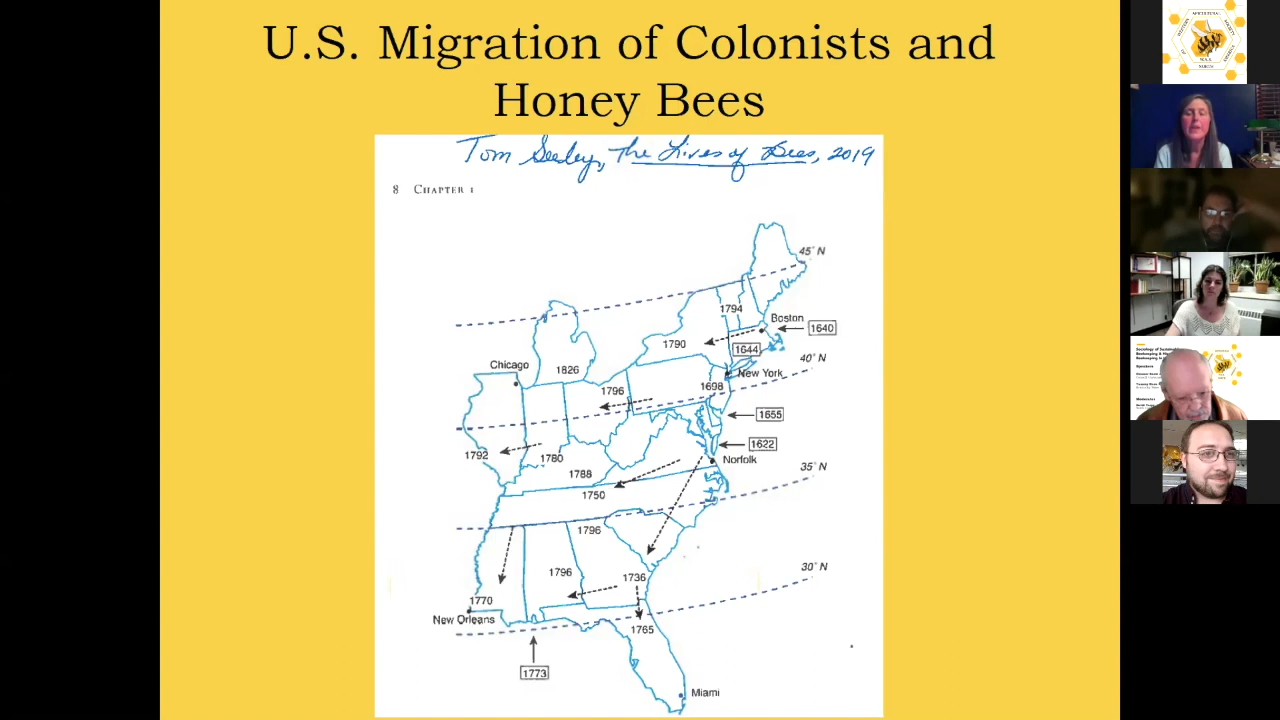 U.S. Migration of Colonists and
Honey Bees
Tom Seeley, The Lives of Bees, 2019
8 CHAPTER 1
45° N
1794
Boston
1640
1790
1644
40° N
Chicago
1826
New York
1796
1698
1655
1622
1792
1780
Norfolk
1788
35° N
1750
1796
1796
1736
30° N
1770
New Orleans
1765
1773
Miami
Speakers